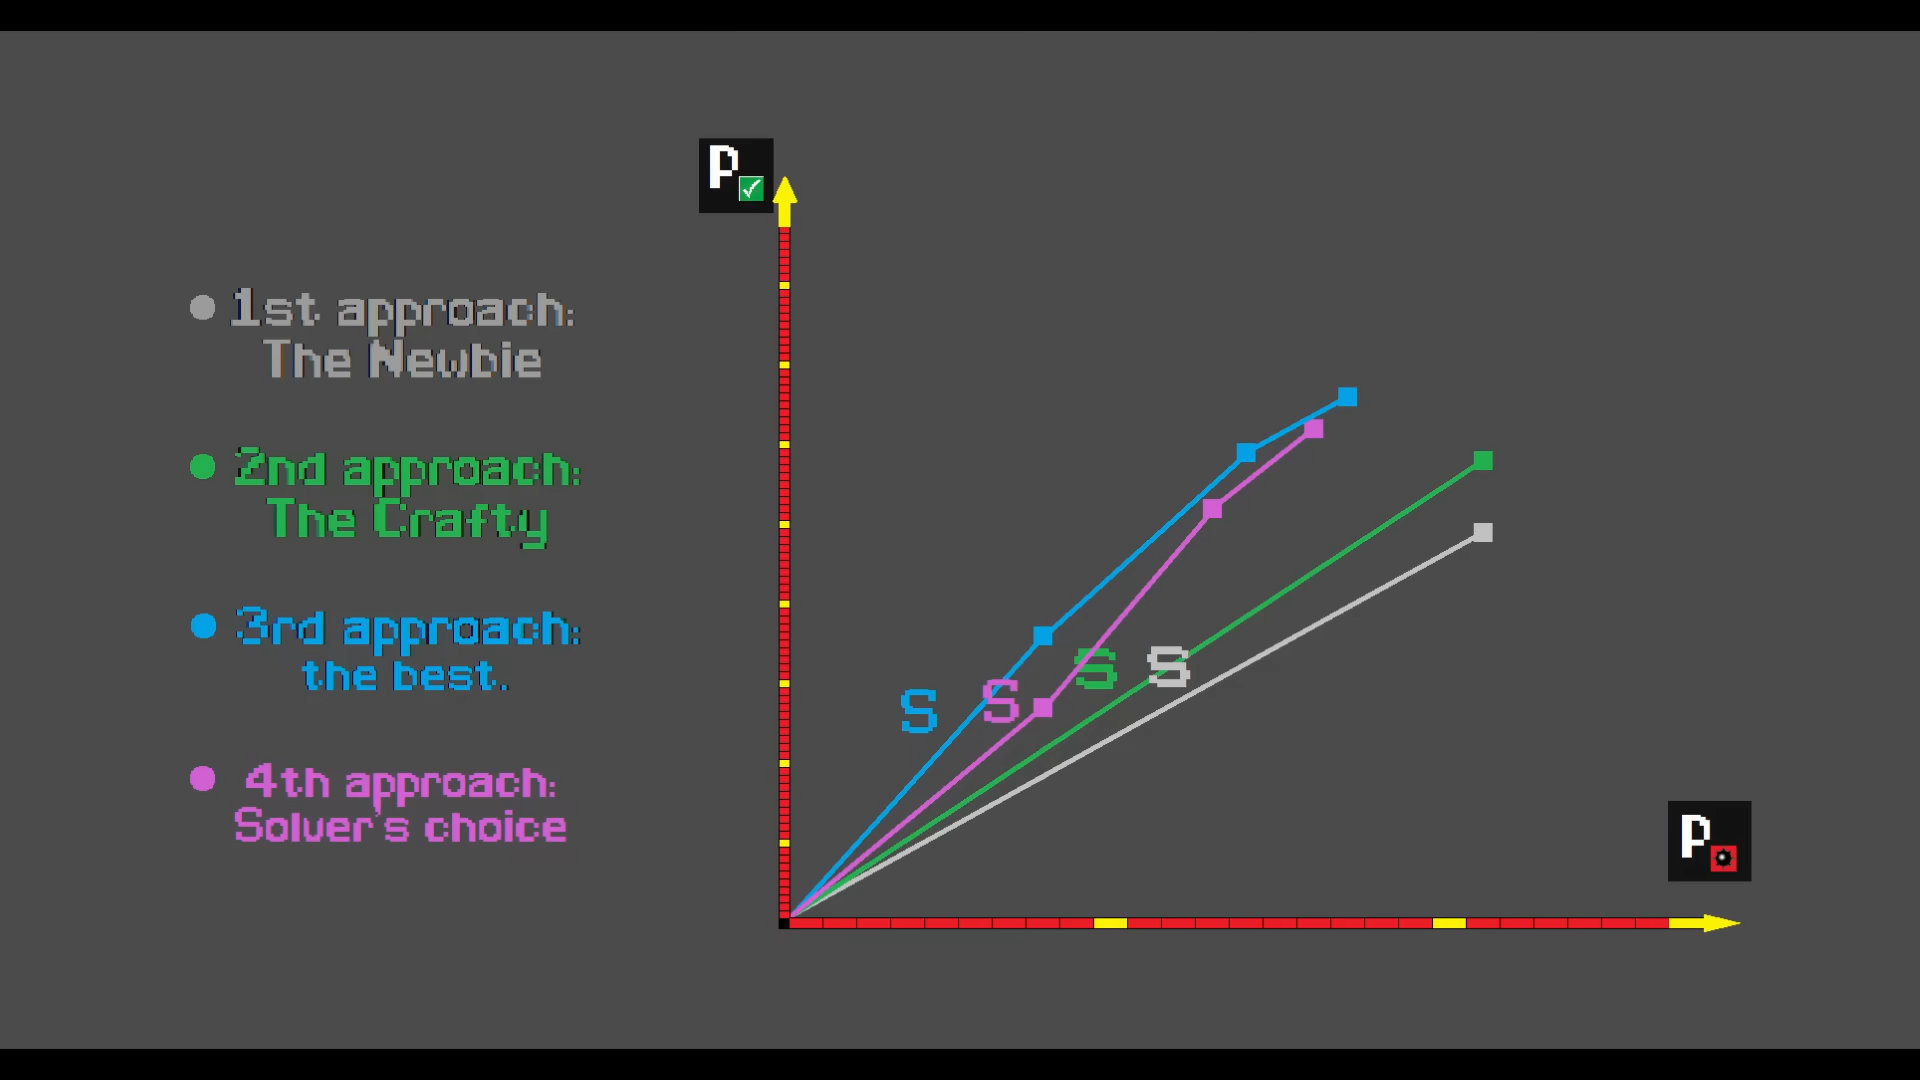 P
1st approach:
The Newbie
2nd approach:
The Crafty
3rd approach:
the best.
4th approach:
Solver's choice
S
S
S
S
P